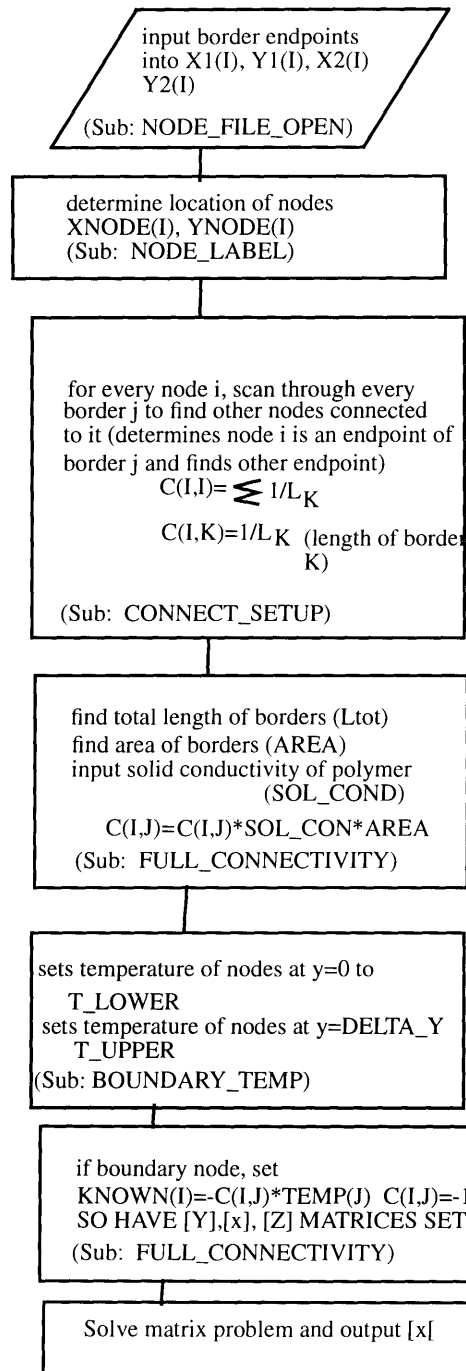 input border endpoints
into X1(I), Y1(I), X2(I)
Y2(I)
(Sub: NODE_FILE_OPEN)
determine location of nodes
XNODE(I), YNODE(I)
(Sub: NODE_LABEL)
for every node i, scan through every
border j to find other nodes connected
to it (determines node i is an endpoint of
border j and finds other endpoint)
C(I,I)= ≤ 1/LK
C(I,K)=1/LK (length of border
K)
(Sub: CONNECT_SETUP)
find total length of borders (Ltot)
find area of borders (AREA)
input solid conductivity of polymer
(SOL_COND)
C(I,J)=C(I,J)*SOL_CON*AREA
(Sub: FULL_CONNECTIVITY)
sets temperature of nodes at y=0 to
T_LOWER
sets temperature of nodes at y=DELTA_Y
T_UPPER
(Sub: BOUNDARY_TEMP)
if boundary node, set
KNOWN(I)=-C(I,J)*TEMP(J) C(I,J)=-1
SO HAVE [Y],[x], [Z] MATRICES SET
(Sub: FULL_CONNECTIVITY)
Solve matrix problem and output [x[